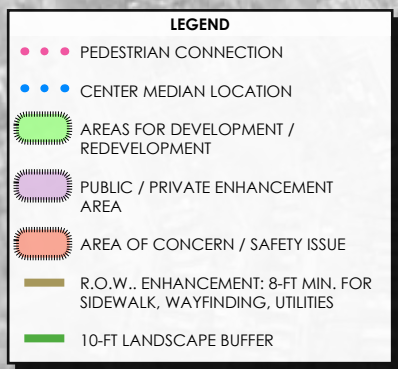 LEGEND
PEDESTRIAN CONNECTION
CENTER MEDIAN LOCATION
AREAS FOR DEVELOPMENT /
REDEVELOPMENT
PUBLIC / PRIVATE ENHANCEMENT
AREA
AREA OF CONCERN / SAFETY ISSUE
R.O.W.. ENHANCEMENT: 8-FT MIN. FOR
SIDEWALK, WAYFINDING, UTILITIES
10-FT LANDSCAPE BUFFER